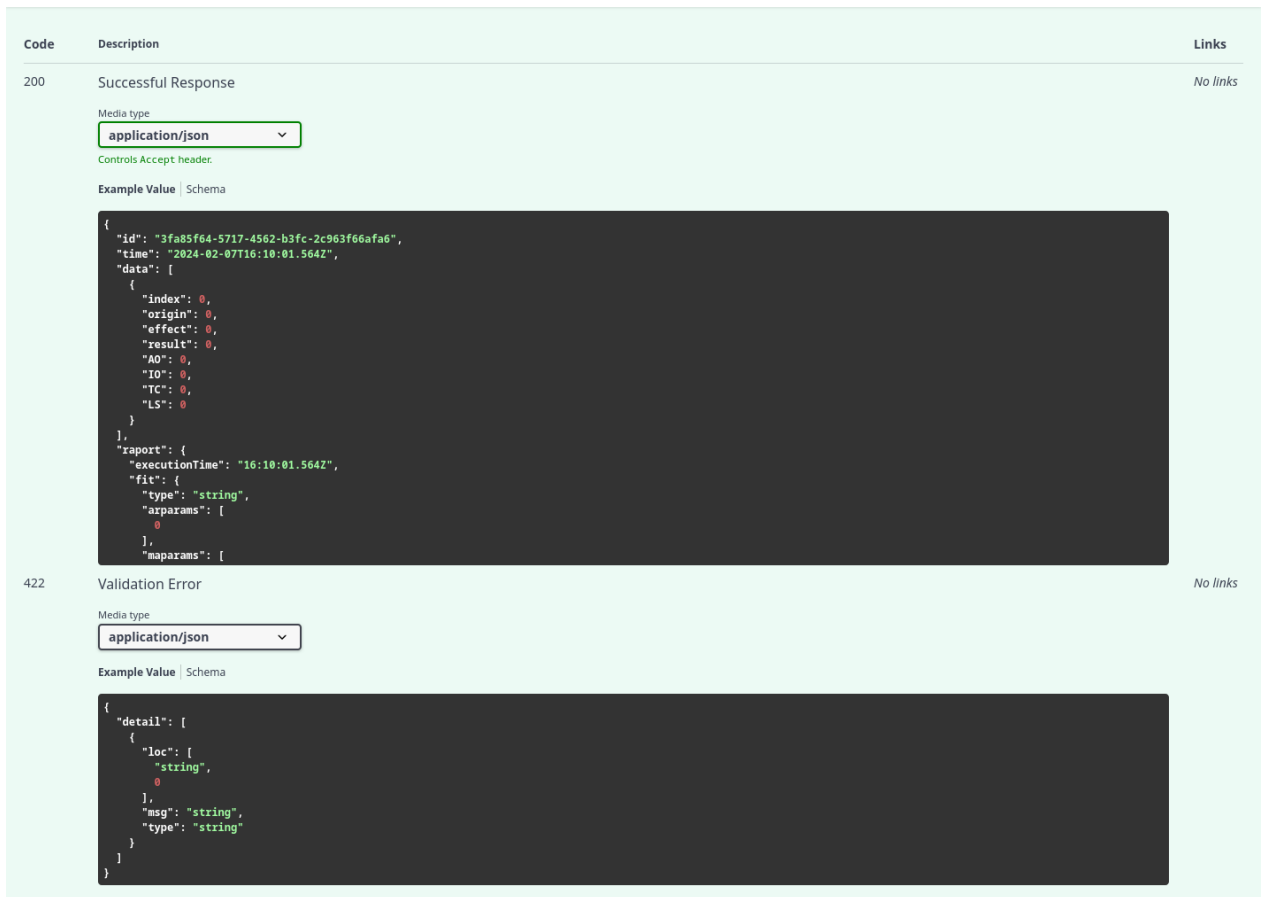 Code Description Links
200 Successful Response No links
Media type
application/json
Controls Accept header.
Example Value Schema
{
  "id": "3fa85f64-5717-4562-b3fc-2c963f66afa6",
  "time": "2024-02-07T16:10:01.564Z",
  "data": [
    {
      "index": 0,
      "origin": 0,
      "effect": 0,
      "result": 0,
      "AO": 0,
      "IO": 0,
      "TC": 0,
      "LS": 0
    }
  ],
  "raport": {
    "executionTime": "16:10:01.564Z",
    "fit": {
      "type": "string",
      "arparams": [
        0
      ],
      "maparams": [
422 Validation Error No links
Media type
application/json
Example Value Schema
{
  "detail": [
    {
      "loc": [
        "string",
        0
      ],
      "msg": "string",
      "type": "string"
    }
  ]
}